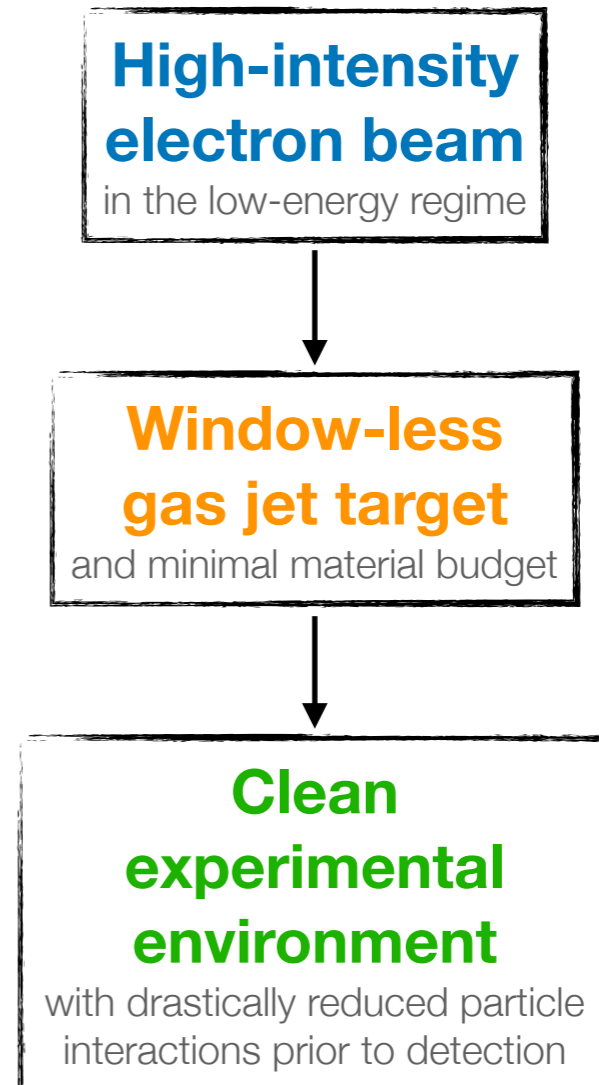 High-intensity
electron beam
in the low-energy regime
Window-less
gas jet target
and minimal material budget
Clean
experimental
environment
with drastically reduced particle
interactions prior to detection